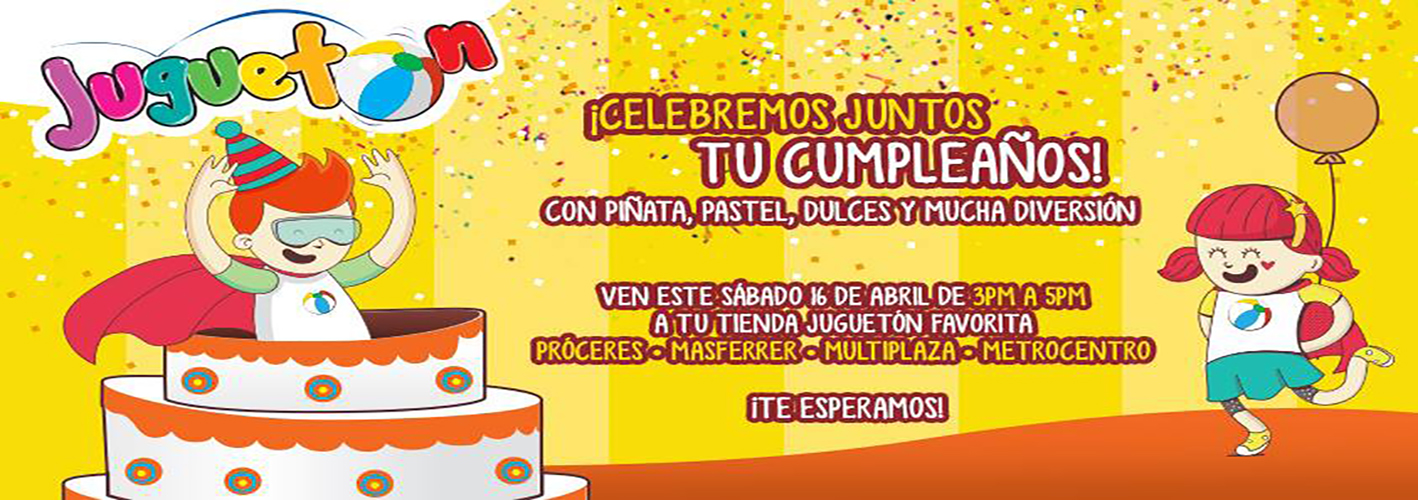 Juguetón
¡CELEBREMOS JUNTOS
TU CUMPLEAÑOS!
CON PIÑATA, PASTEL, DULCES Y MUCHA DIVERSIÓN
VEN ESTE SÁBADO 16 DE ABRIL DE 3PM A 5PM
A TU TIENDA JUGUETÓN FAVORITA
PRÓCERES • MASFERRER • MULTIPLAZA • METROCENTRO
¡TE ESPERAMOS!